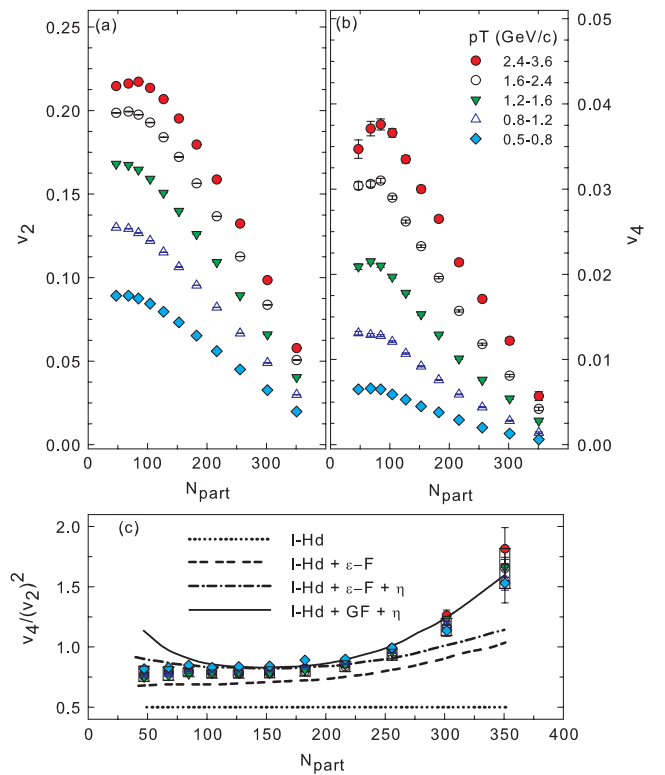 (a)
v2
0.20
0.15
0.10
0.05
0.00
0 100 200 300
Npart
(b)
pT (GeV/c)
2.4-3.6
1.6-2.4
1.2-1.6
0.8-1.2
0.5-0.8
0.05
0.04
0.03
0.02
0.01
0.00
v4
0 100 200 300
Npart
(c)
I-Hd
I-Hd + ε–F
I-Hd + ε–F + η
I-Hd + GF + η
v4/(v2)²
2.0
1.5
1.0
0.5
0 50 100 150 200 250 300 350 400
Npart